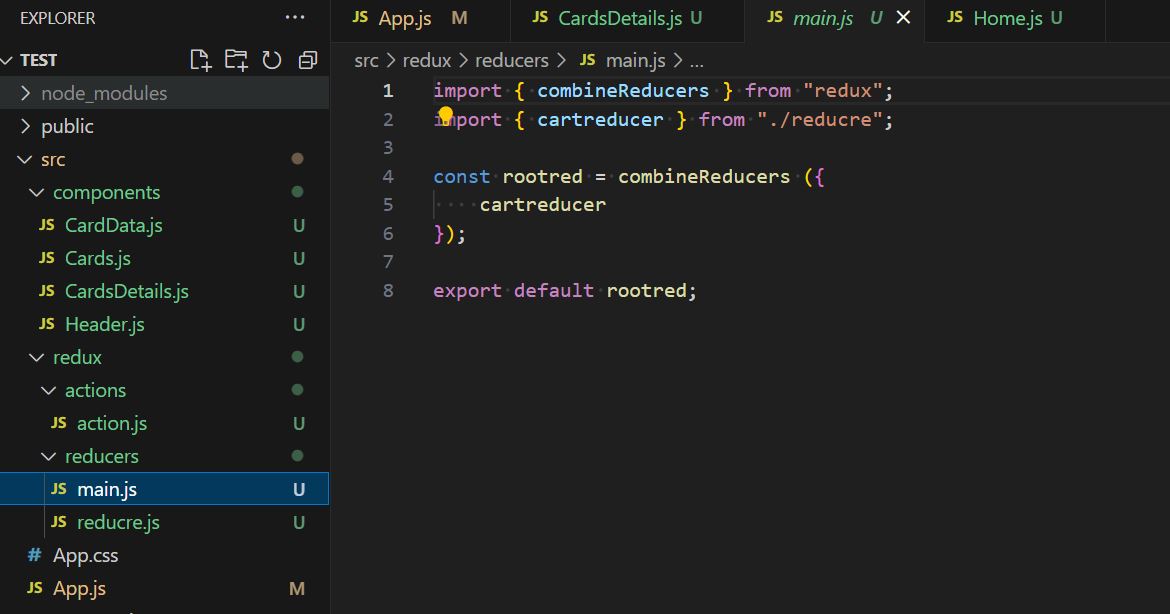 EXPLORER ...
TEST
node_modules
public
src
components
JS CardData.js U
JS Cards.js U
JS CardsDetails.js U
JS Header.js U
redux
actions
JS action.js U
reducers
JS main.js U
JS reducre.js U
# App.css
JS App.js M
JS App.js M JS CardsDetails.js U JS main.js U JS Home.js U
src > redux > reducers > JS main.js > ...
1 import { combineReducers } from "redux";
2 import { cartreducer } from "./reducre";
3
4 const rootred = combineReducers ({
5     cartreducer
6 });
7
8 export default rootred;